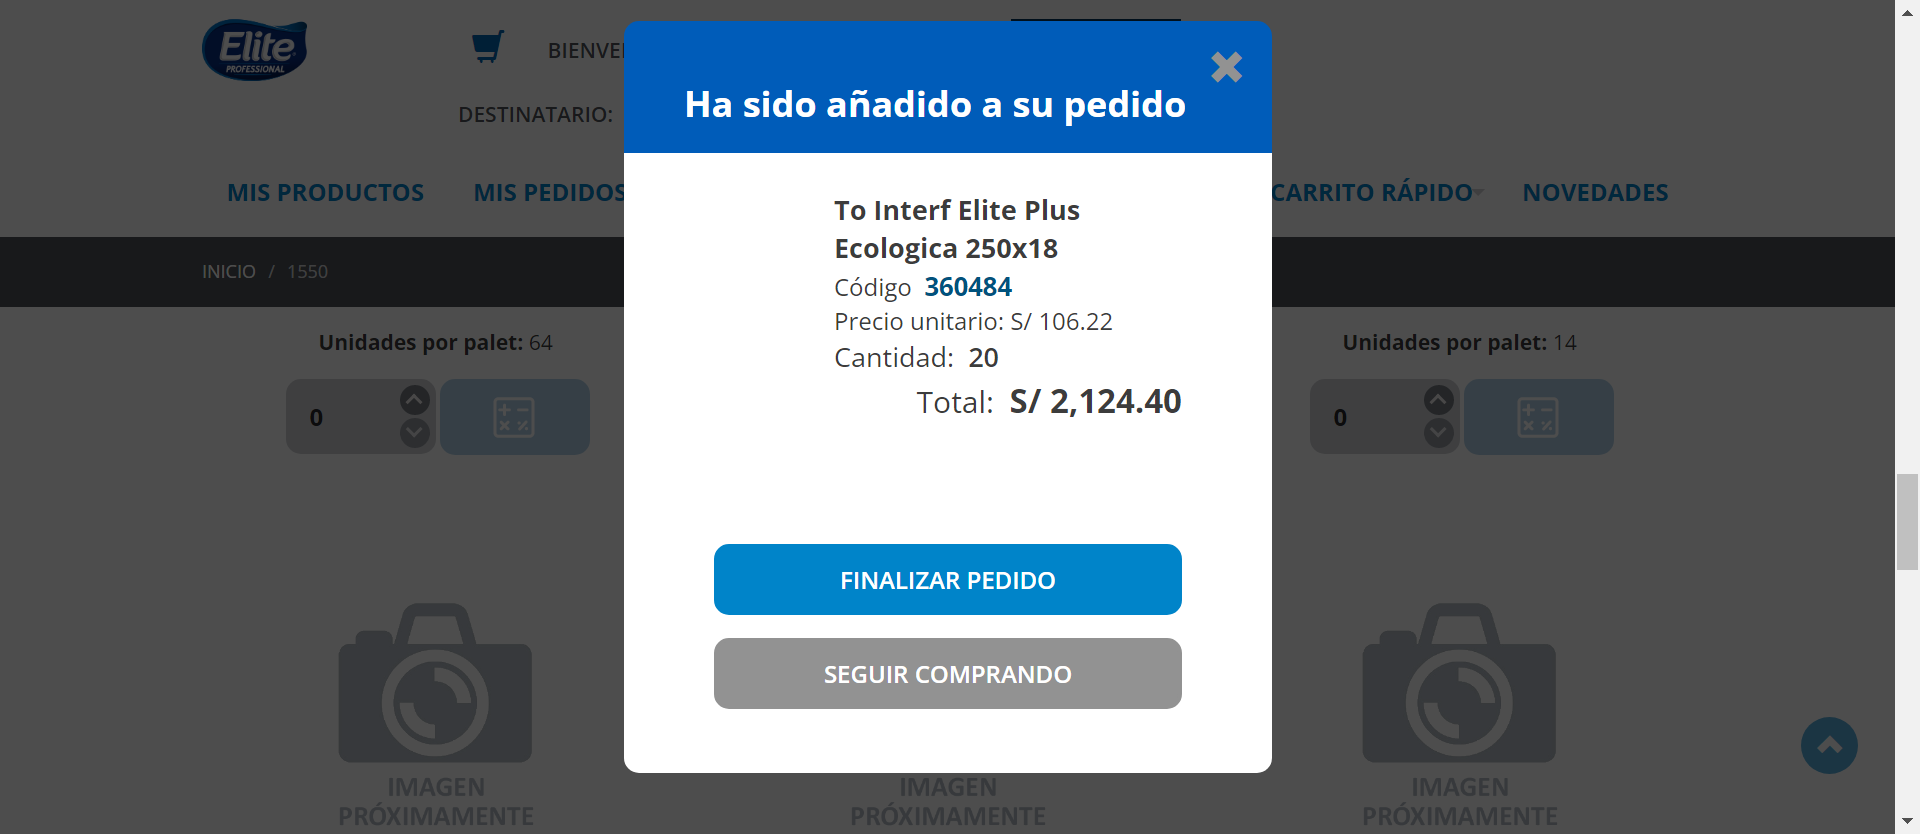 Elite
PROFESSIONAL
DESTINATARIO:
MIS PRODUCTOS
MIS PEDIDOS
CARRITO RÁPIDO
NOVEDADES
INICIO / 1550
Ha sido añadido a su pedido
To Interf Elite Plus
Ecologica 250x18
Código 360484
Precio unitario: S/ 106.22
Cantidad: 20
Total: S/ 2,124.40
FINALIZAR PEDIDO
SEGUIR COMPRANDO
Unidades por palet: 64
0
Unidades por palet: 14
0
IMAGEN
PRÓXIMAMENTE
IMAGEN
PRÓXIMAMENTE
IMAGEN
PRÓXIMAMENTE